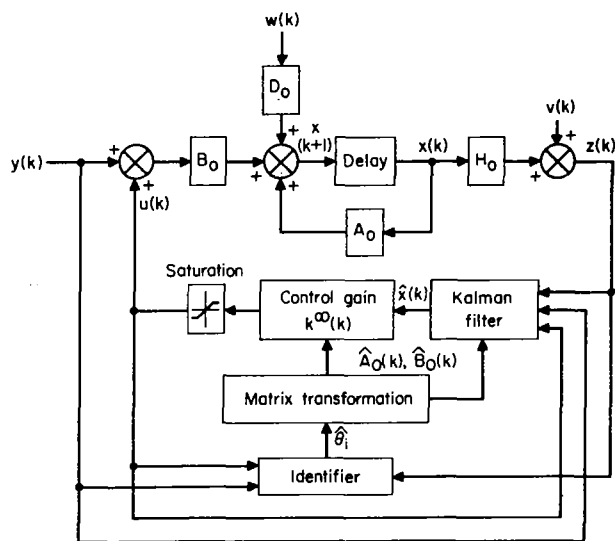 w(k)
D₀
v(k)
+
x
(k+1)
x(k)
z(k)
+
y(k)
+
B₀
+
Delay
H₀
+
+
u(k)
+
A₀
Saturation
Control gain
k^∞(k)
x̂(k)
Kalman
filter
Â₀(k), B̂₀(k)
Matrix transformation
θ̂ᵢ
Identifier